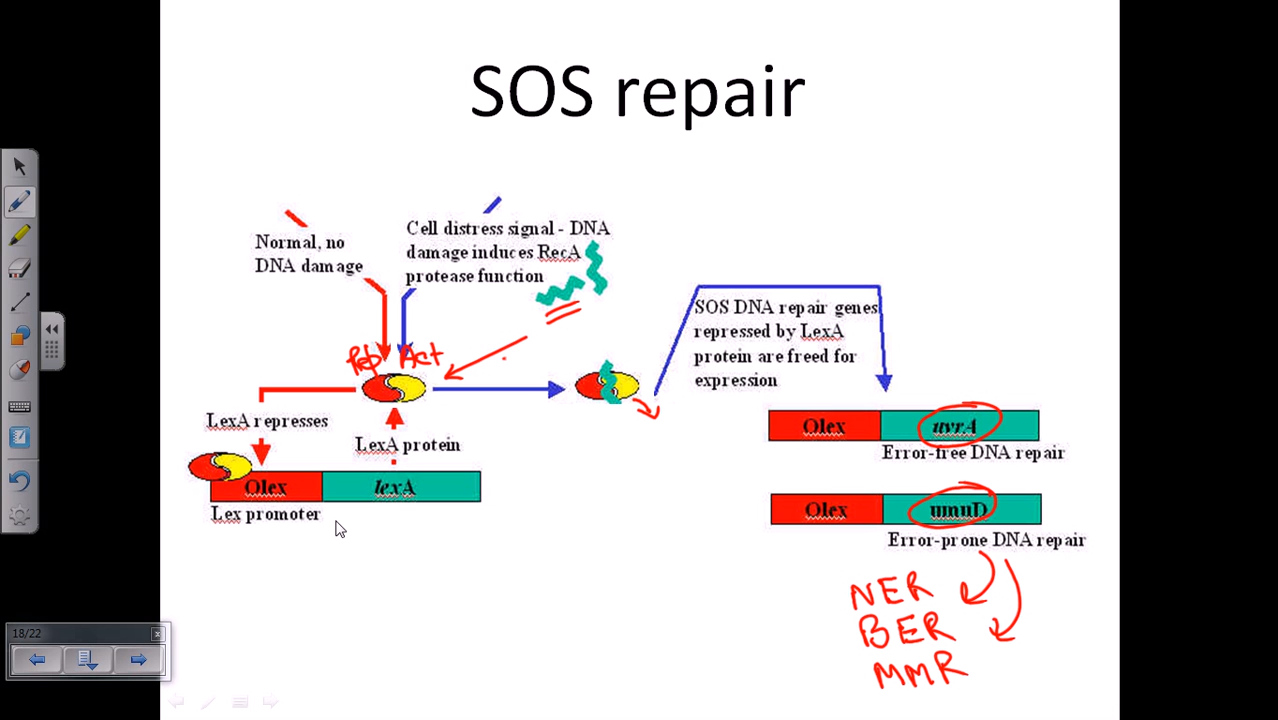 SOS repair
Normal, no
DNA damage
Cell distress signal - DNA
damage induces RecA
protease function
Rep Act
LexA represses
LexA protein
Olex lexA
Lex promoter
SOS DNA repair genes
repressed by LexA
protein are freed for
expression
Olex uvrA
Error-free DNA repair
Olex umuD
Error-prone DNA repair
NER
BER
MMR
18/22